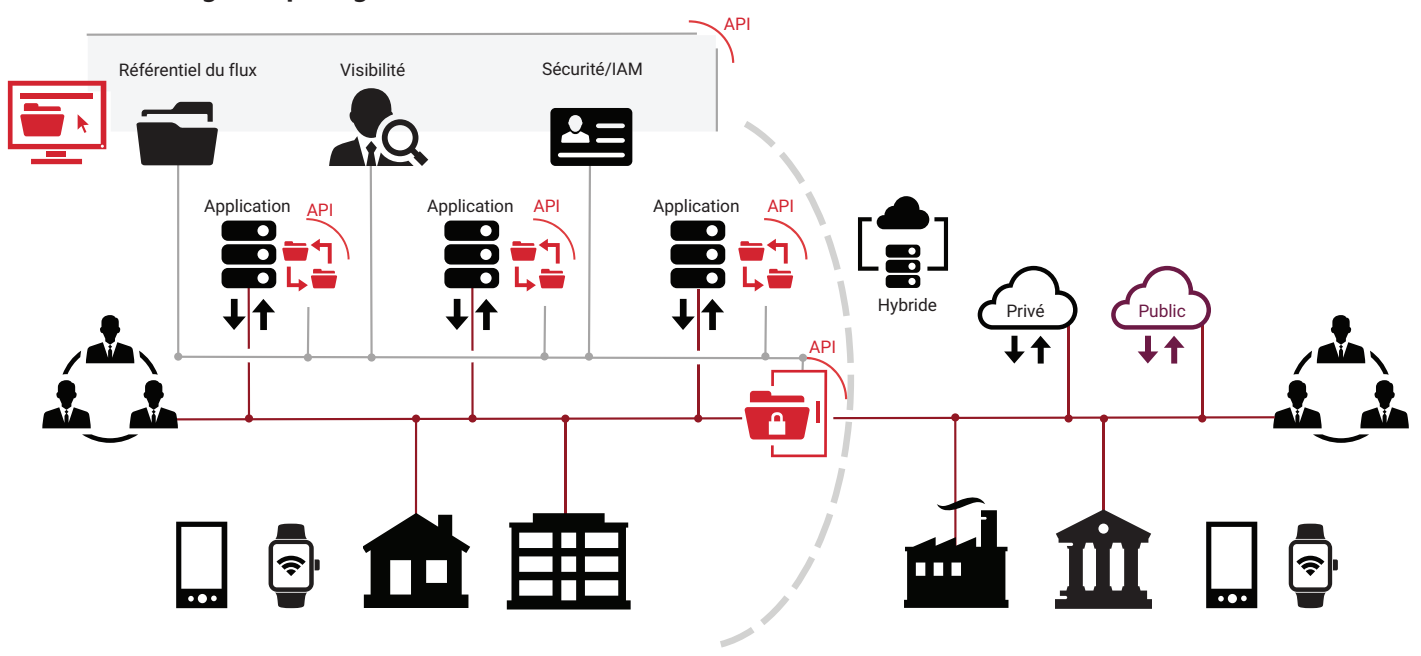 API
Référentiel du flux
Visibilité
Sécurité/IAM
Application
API
Application
API
Application
API
Hybride
Privé
Public
API